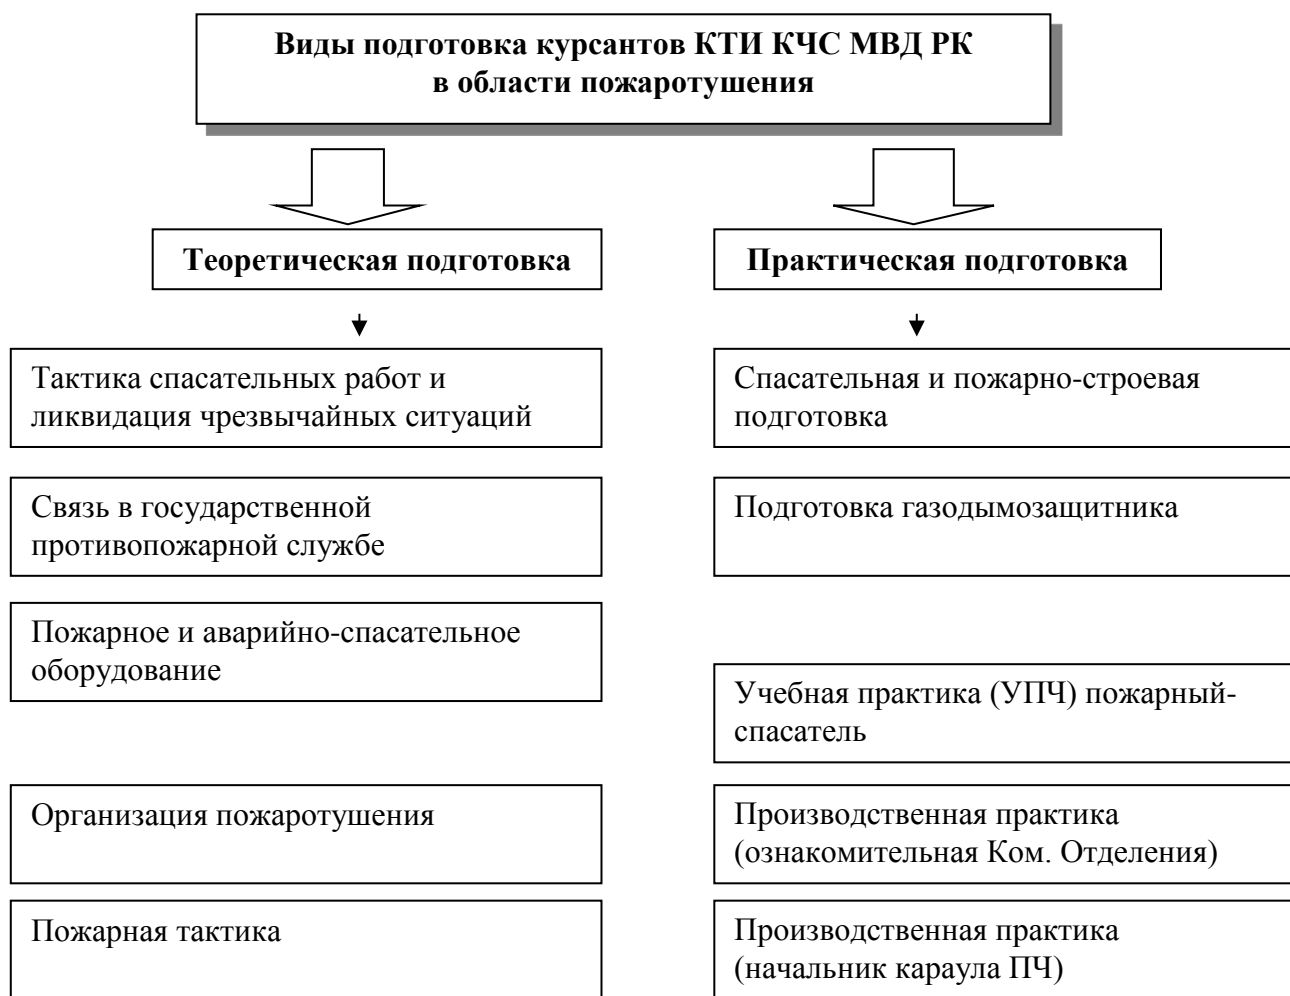 Виды подготовка курсантов КТИ КЧС МВД РК
в области пожаротушения
Теоретическая подготовка
Практическая подготовка
Тактика спасательных работ и
ликвидация чрезвычайных ситуаций
Спасательная и пожарно-строевая
подготовка
Связь в государственной
противопожарной службе
Подготовка газодымозащитника
Пожарное и аварийно-спасательное
оборудование
Учебная практика (УПЧ) пожарный-
спасатель
Организация пожаротушения
Производственная практика
(ознакомительная Ком. Отделения)
Пожарная тактика
Производственная практика
(начальник караула ПЧ)